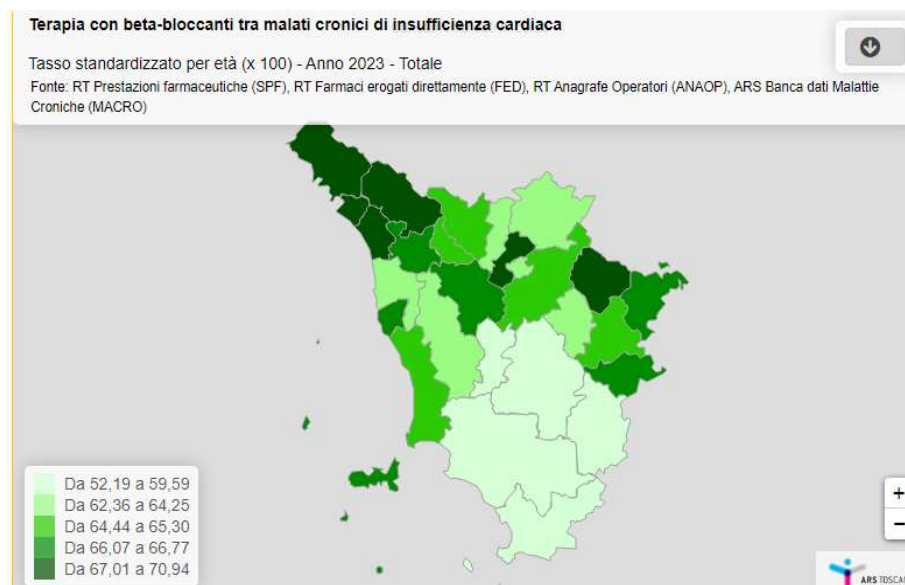 Terapia con beta-bloccanti tra malati cronici di insufficienza cardiaca
Tasso standardizzato per età (x 100) - Anno 2023 - Totale
Fonte: RT Prestazioni farmaceutiche (SPF), RT Farmaci erogati direttamente (FED), RT Anagrafe Operatori (ANAOP), ARS Banca dati Malattie
Croniche (MACRO)
Da 52,19 a 59,59
Da 62,36 a 64,25
Da 64,44 a 65,30
Da 66,07 a 66,77
Da 67,01 a 70,94
+
−
ARS TOSCAN